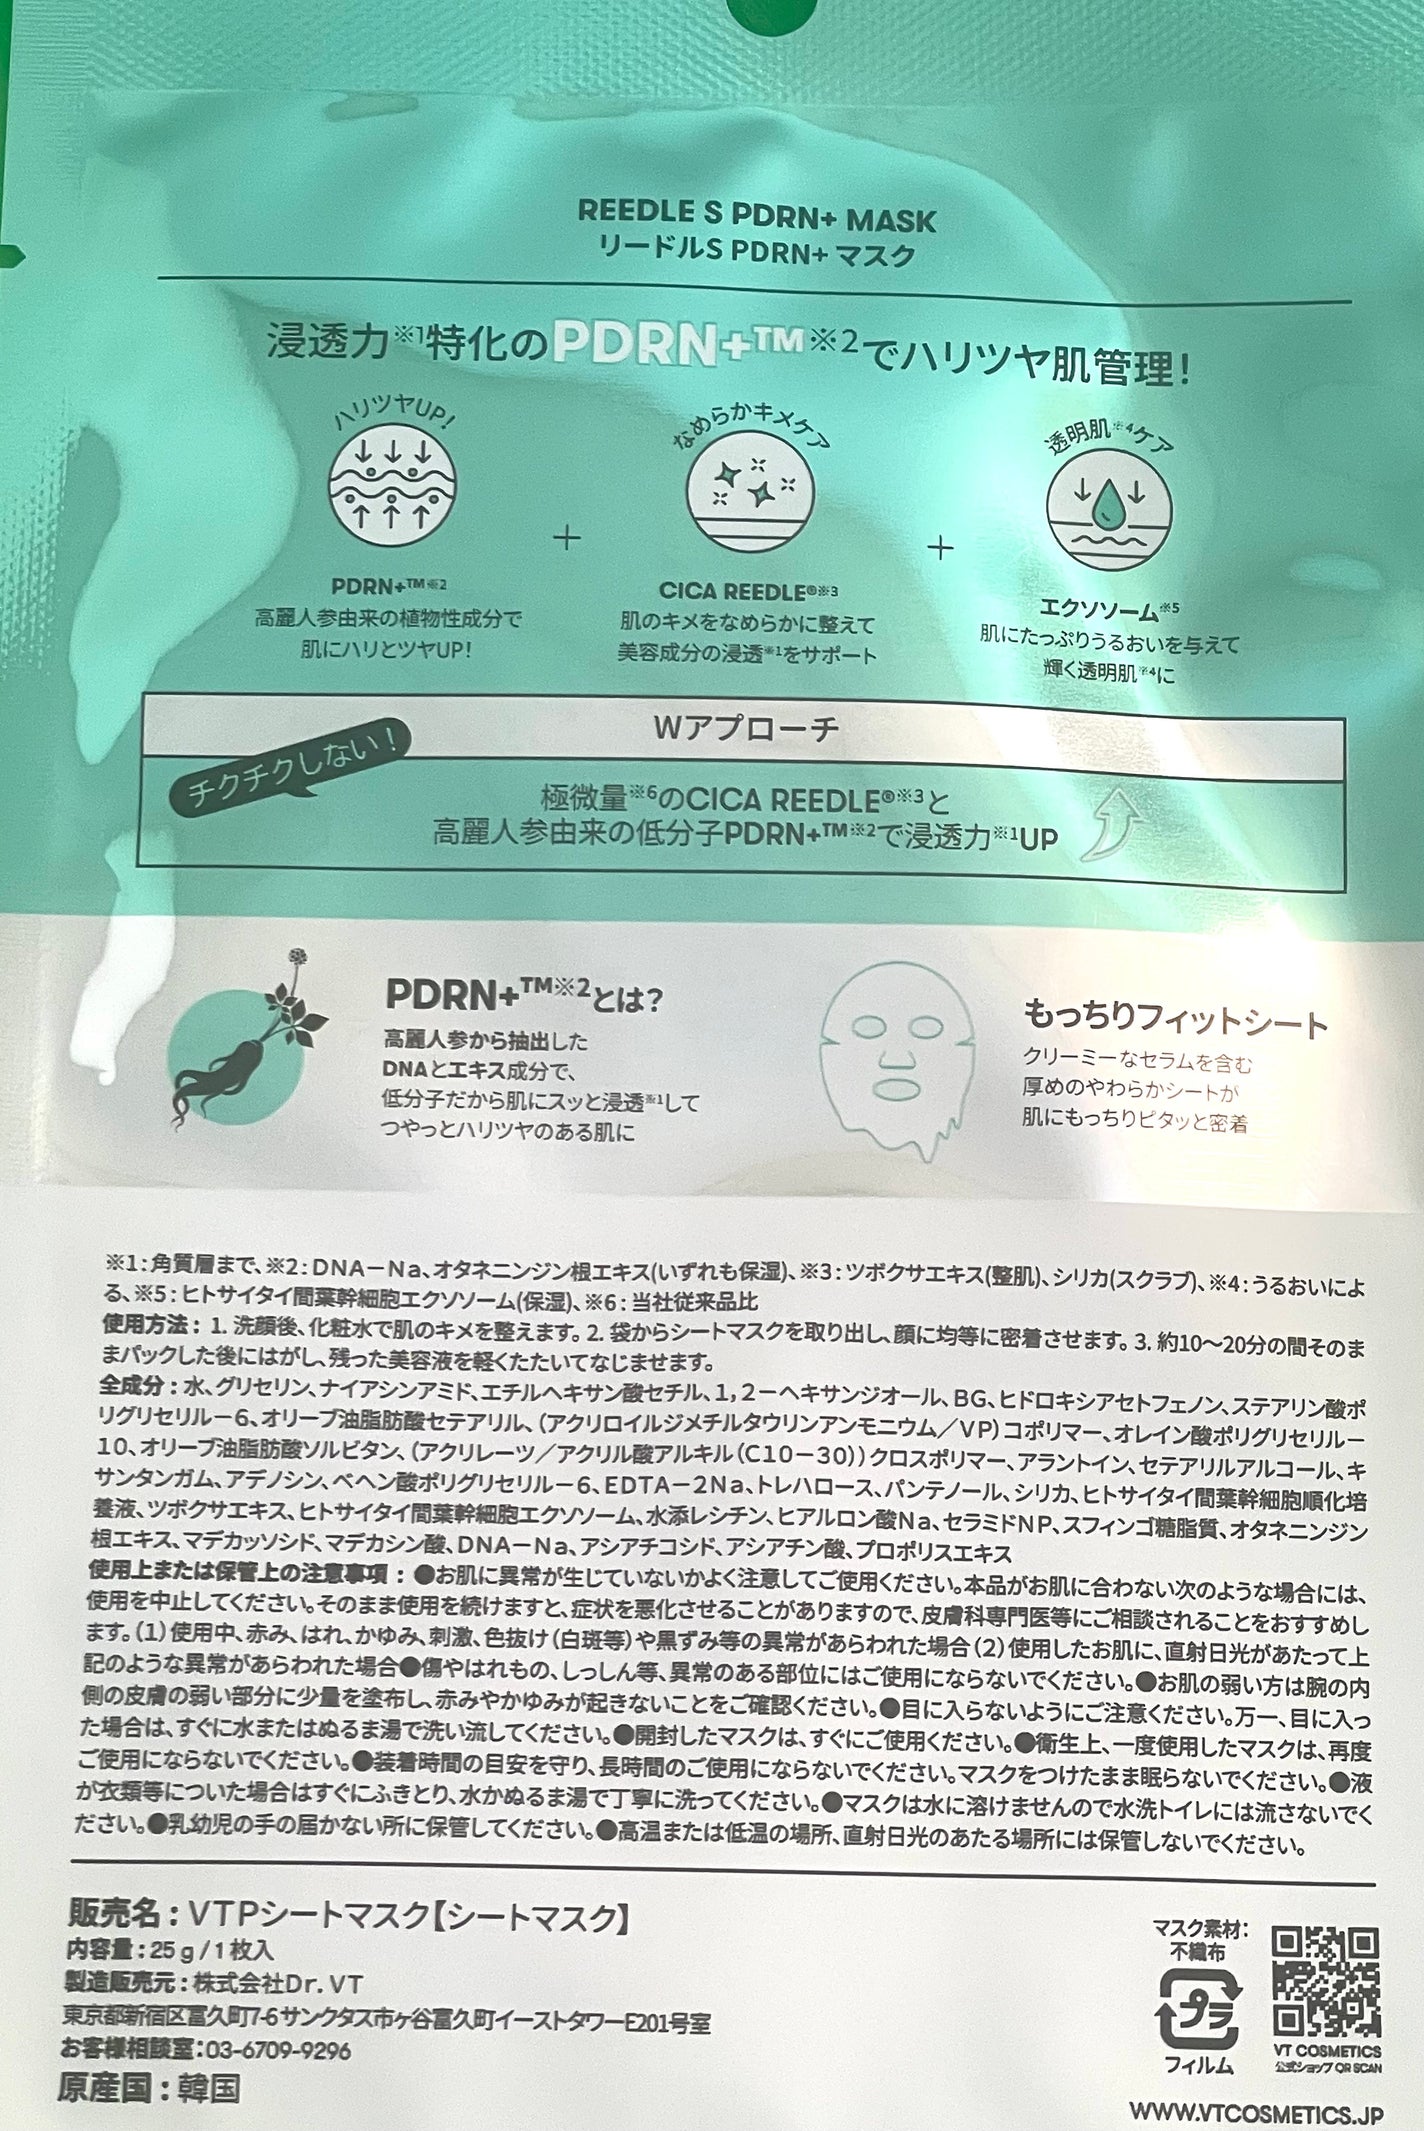 REEDLE S PDRN+ MASK
リードルS PDRN+ マスク
浸透力※1特化のPDRN+™※2でハリツヤ肌管理!
ハリツヤUP!
なめらかキメケア
透明肌※4ケア
+
+
PDRN+™※2
高麗人参由来の植物性成分で
肌にハリとツヤUP!
CICA REEDLE®※3
肌のキメをなめらかに整えて
美容成分の浸透※1をサポート
エクソソーム※5
肌にたっぷりうるおいを与えて
輝く透明肌※4に
Wアプローチ
チクチクしない!
極微量※6のCICA REEDLE®※3と
高麗人参由来の低分子PDRN+™※2で浸透力※1UP
PDRN+™※2とは?
高麗人参から抽出した
DNAとエキス成分で、
低分子だから肌にスッと浸透※1して
つやっとハリツヤのある肌に
もっちりフィットシート
クリーミーなセラムを含む
厚めのやわらかシートが
肌にもっちりピタッと密着
※1:角質層まで、※2:DNA－Na、オタネニンジン根エキス(いずれも保湿)、※3:ツボクサエキス(整肌)、シリカ(スクラブ)、※4:うるおいによ
る、※5:ヒトサイタイ間葉幹細胞エクソソーム(保湿)、※6:当社従来品比
使用方法: 1. 洗顔後、化粧水で肌のキメを整えます。2. 袋からシートマスクを取り出し、顔に均等に密着させます。3. 約10～20分の間そのま
まパックした後にはがし、残った美容液を軽くたたいてなじませます。
全成分:水、グリセリン、ナイアシンアミド、エチルヘキサン酸セチル、1,2－ヘキサンジオール、BG、ヒドロキシアセトフェノン、ステアリン酸ポ
リグリセリル－6、オリーブ油脂肪酸セテアリル、(アクリロイルジメチルタウリンアンモニウム／VP)コポリマー、オレイン酸ポリグリセリル－
10、オリーブ油脂肪酸ソルビタン、(アクリレーツ／アクリル酸アルキル(C10－30))クロスポリマー、アラントイン、セテアリルアルコール、キ
サンタンガム、アデノシン、ベヘン酸ポリグリセリル－6、EDTA－2Na、トレハロース、パンテノール、シリカ、ヒトサイタイ間葉幹細胞順化培
養液、ツボクサエキス、ヒトサイタイ間葉幹細胞エクソソーム、水添レシチン、ヒアルロン酸Na、セラミドNP、スフィンゴ糖脂質、オタネニンジン
根エキス、マデカッソシド、マデカシン酸、DNA－Na、アシアチコシド、アシアチン酸、プロポリスエキス
使用上または保管上の注意事項: ●お肌に異常が生じていないかよく注意してご使用ください。本品がお肌に合わない次のような場合には、
使用を中止してください。そのまま使用を続けますと、症状を悪化させることがありますので、皮膚科専門医等にご相談されることをおすすめし
ます。(1)使用中、赤み、はれ、かゆみ、刺激、色抜け(白斑等)や黒ずみ等の異常があらわれた場合(2)使用したお肌に、直射日光があたって上
記のような異常があらわれた場合●傷やはれもの、しっしん等、異常のある部位にはご使用にならないでください。●お肌の弱い方は腕の内
側の皮膚の弱い部分に少量を塗布し、赤みやかゆみが起きないことをご確認ください。●目に入らないようにご注意ください。万一、目に入っ
た場合は、すぐに水またはぬるま湯で洗い流してください。●開封したマスクは、すぐにご使用ください。●衛生上、一度使用したマスクは、再度
ご使用にならないでください。●装着時間の目安を守り、長時間のご使用にならないでください。マスクをつけたまま眠らないでください。●液
が衣類等についた場合はすぐにふきとり、水かぬるま湯で丁寧に洗ってください。●マスクは水に溶けませんので水洗トイレには流さないでく
ださい。●乳幼児の手の届かない所に保管してください。●高温または低温の場所、直射日光のあたる場所には保管しないでください。
販売名:VTPシートマスク【シートマスク】
内容量:25g/1枚入
製造販売元:株式会社Dr. VT
東京都新宿区富久町7-6サンクタス市ヶ谷富久町イーストタワーE201号室
お客様相談室:03-6709-9296
原産国:韓国
マスク素材:
不織布
プラ
フィルム
VT COSMETICS
公式ショップ QR SCAN
WWW.VTCOSMETICS.JP